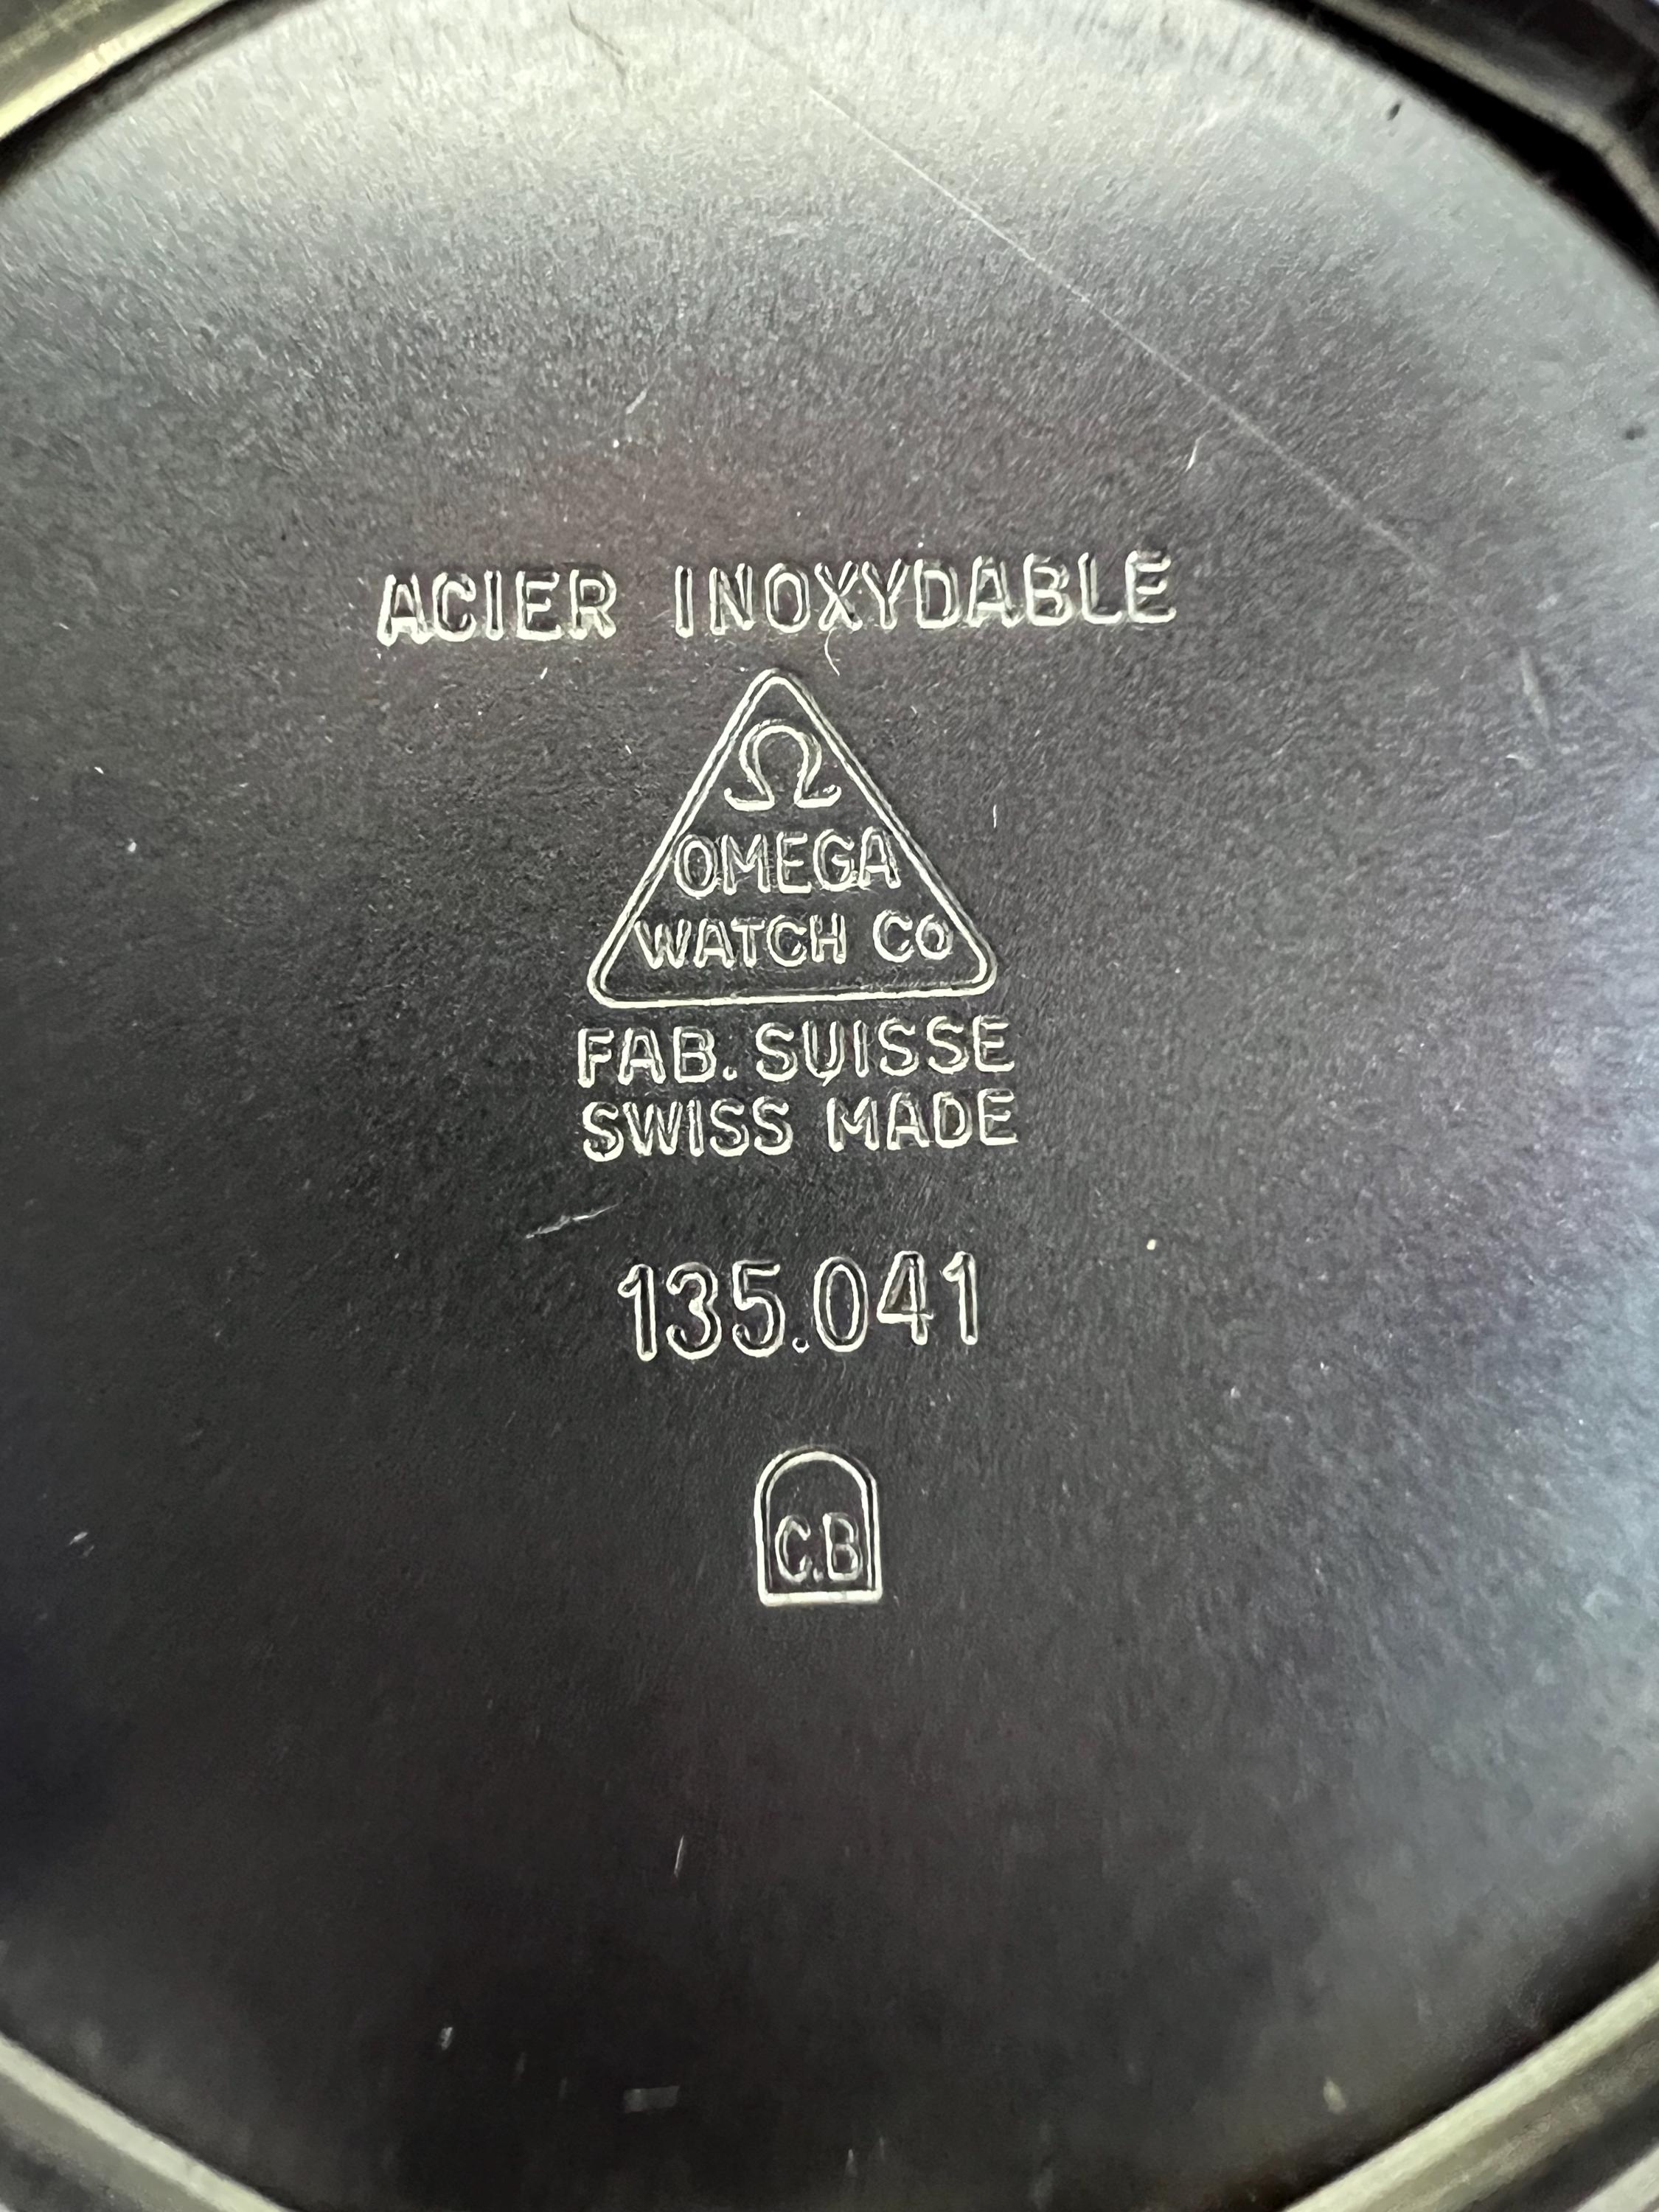 ACIER INOXYDABLE
Ω
OMEGA
WATCH CO
FAB. SUISSE
SWISS MADE
135.041
C.B